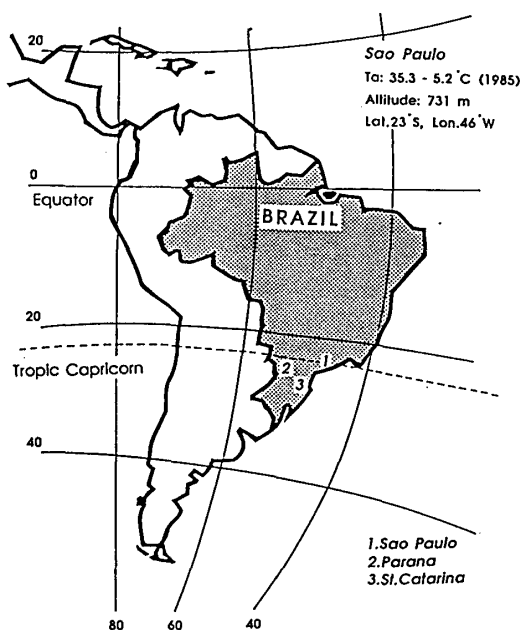 20
Sao Paulo
Ta: 35.3 - 5.2°C (1985)
Altitude: 731 m
Lat.23°S, Lon.46°W
0
Equator
BRAZIL
20
Tropic Capricorn
1
2
3
40
1.Sao Paulo
2.Parana
3.St.Catarina
80 60 40